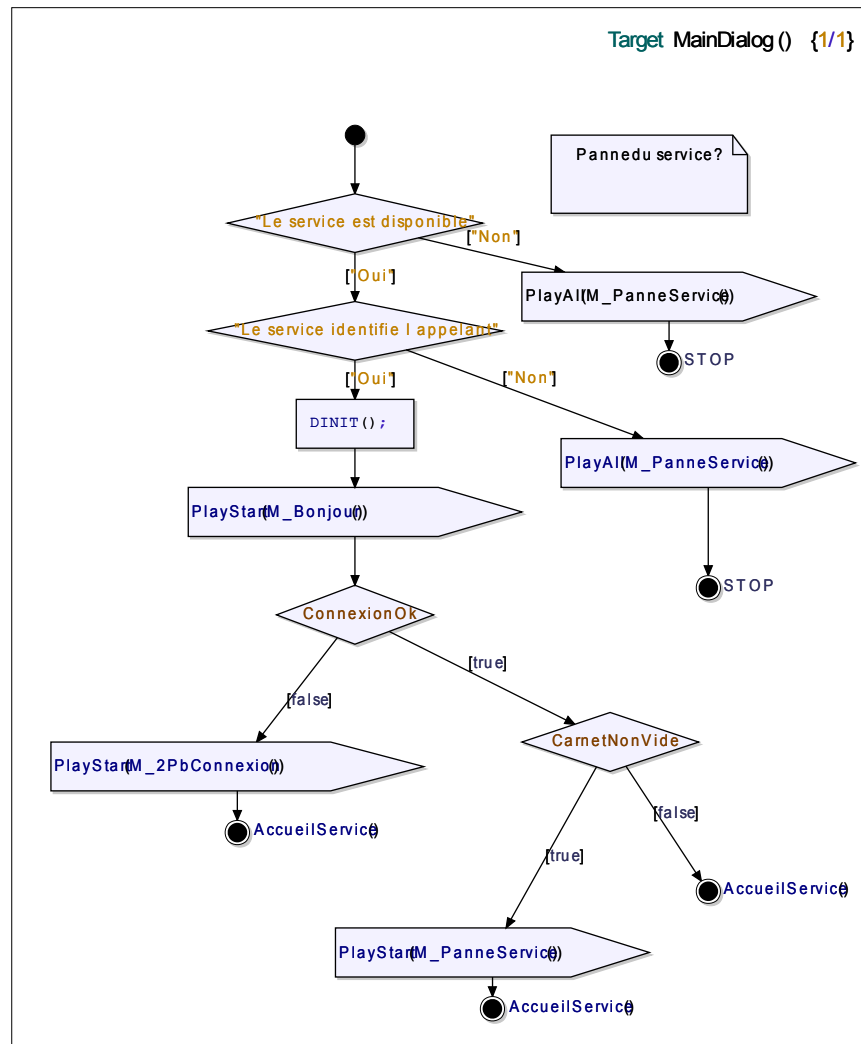 Target MainDialog () {1/1}
Pannedu service?
"Le service est disponible"
["Non"]
["Oui"]
PlayAll(M_PanneService())
"Le service identifie l appelant"
STOP
["Oui"]
["Non"]
DINIT();
PlayAll(M_PanneService())
PlayStart(M_Bonjour())
STOP
ConnexionOk
[true]
[false]
CarnetNonVide
PlayStart(M_2PbConnexion())
[false]
AccueilService()
[true]
AccueilService()
PlayStart(M_PanneService())
AccueilService()